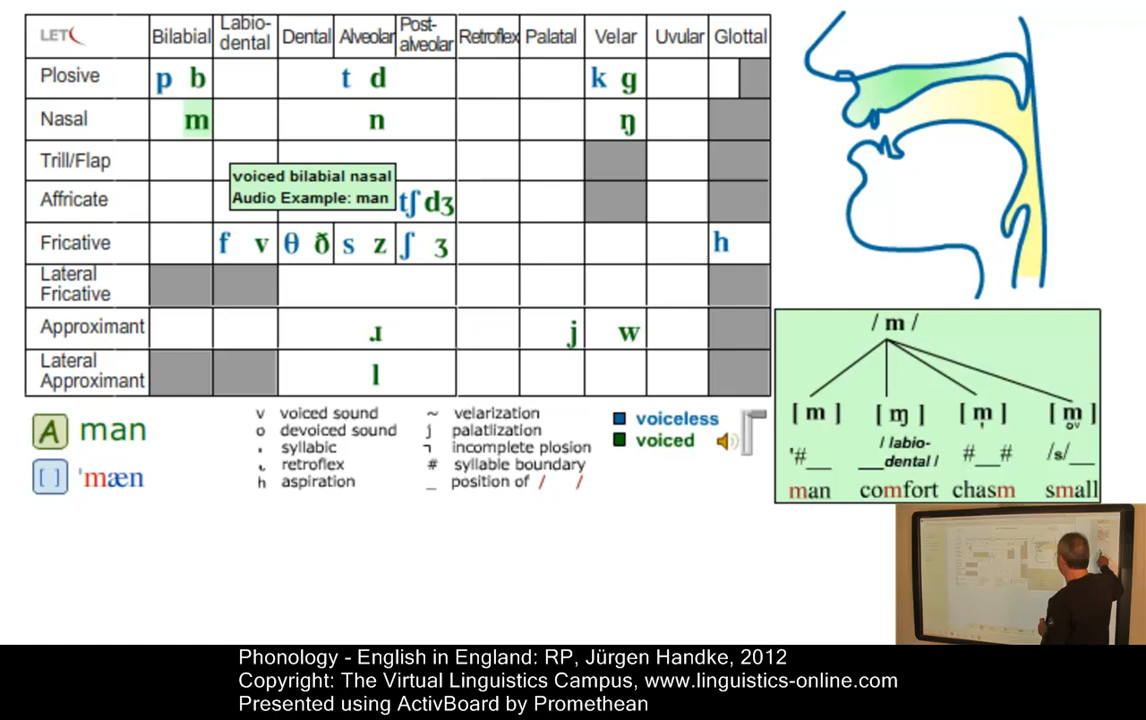 LET
Bilabial Labio-dental Dental Alveolar Post-alveolar Retroflex Palatal Velar Uvular Glottal
Plosive p b t d k g
Nasal m n ŋ
Trill/Flap
voiced bilabial nasal
Audio Example: man
Affricate tʃ dʒ
Fricative f v θ ð s z ʃ ʒ h
Lateral
Fricative
Approximant ɹ j w
Lateral
Approximant l
/ m /
[ m ] [ ɱ ] [ m̩ ] [ m̥ᵥ ]
'#__ __/ labio-dental / #__# /s/__
man comfort chasm small
A man
[ ] 'mæn
v voiced sound
o devoiced sound
ˌ syllabic
retroflex
h aspiration
~ velarization
j palatlization
┐ incomplete plosion
# syllable boundary
_ position of / /
voiceless
voiced
Phonology - English in England: RP, Jürgen Handke, 2012
Copyright: The Virtual Linguistics Campus, www.linguistics-online.com
Presented using ActivBoard by Promethean